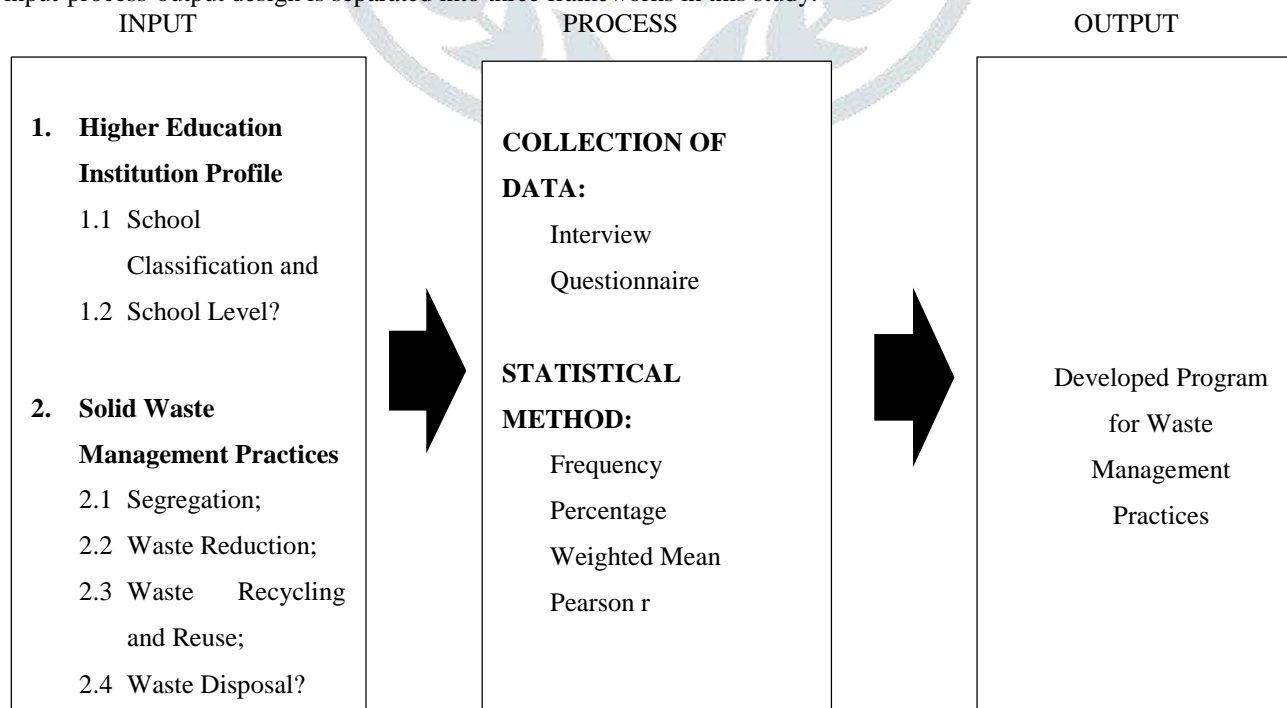 input-process-output design is separated into three frameworks in this study.
INPUT
PROCESS
OUTPUT
1. Higher Education
Institution Profile
1.1 School
Classification and
1.2 School Level?
2. Solid Waste
Management Practices
2.1 Segregation;
2.2 Waste Reduction;
2.3 Waste Recycling
and Reuse;
2.4 Waste Disposal?
COLLECTION OF
DATA:
Interview
Questionnaire
STATISTICAL
METHOD:
Frequency
Percentage
Weighted Mean
Pearson r
Developed Program
for Waste
Management
Practices